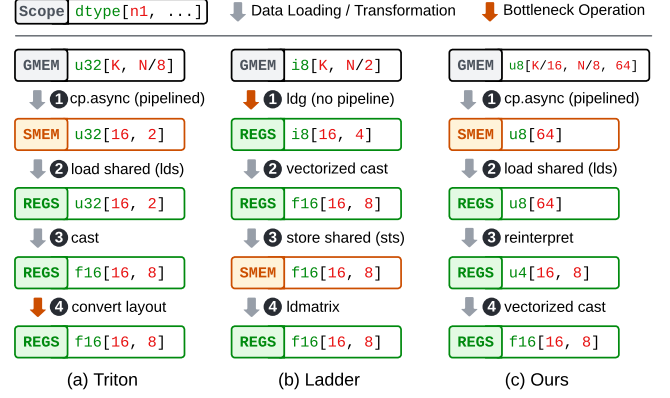 Scope dtype[n1, ...] Data Loading / Transformation Bottleneck Operation
GMEM u32[K, N/8]
1 cp.async (pipelined)
SMEM u32[16, 2]
2 load shared (lds)
REGS u32[16, 2]
3 cast
REGS f16[16, 8]
4 convert layout
REGS f16[16, 8]
(a) Triton
GMEM i8[K, N/2]
1 ldg (no pipeline)
REGS i8[16, 4]
2 vectorized cast
REGS f16[16, 8]
3 store shared (sts)
SMEM f16[16, 8]
4 ldmatrix
REGS f16[16, 8]
(b) Ladder
GMEM u8[K/16, N/8, 64]
1 cp.async (pipelined)
SMEM u8[64]
2 load shared (lds)
REGS u8[64]
3 reinterpret
REGS u4[16, 8]
4 vectorized cast
REGS f16[16, 8]
(c) Ours